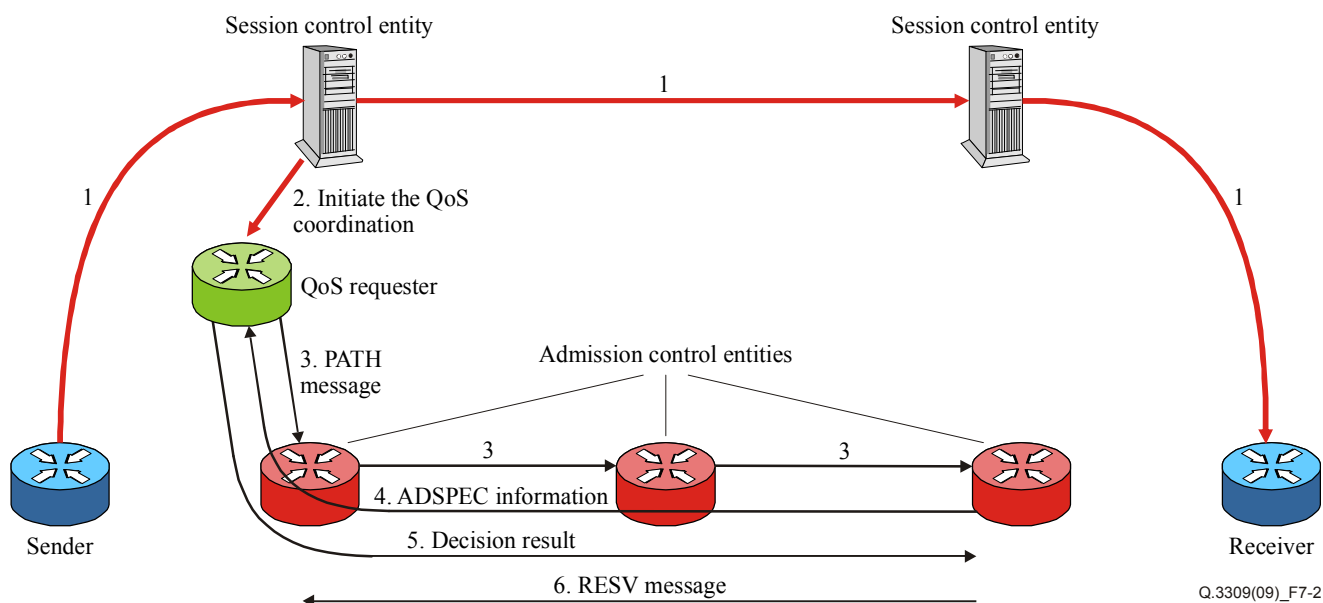 Session control entity
Session control entity
1
1
1
2. Initiate the QoS
coordination
QoS requester
3. PATH
message
Admission control entities
3
3
4. ADSPEC information
5. Decision result
Sender
Receiver
6. RESV message
Q.3309(09)_F7-2